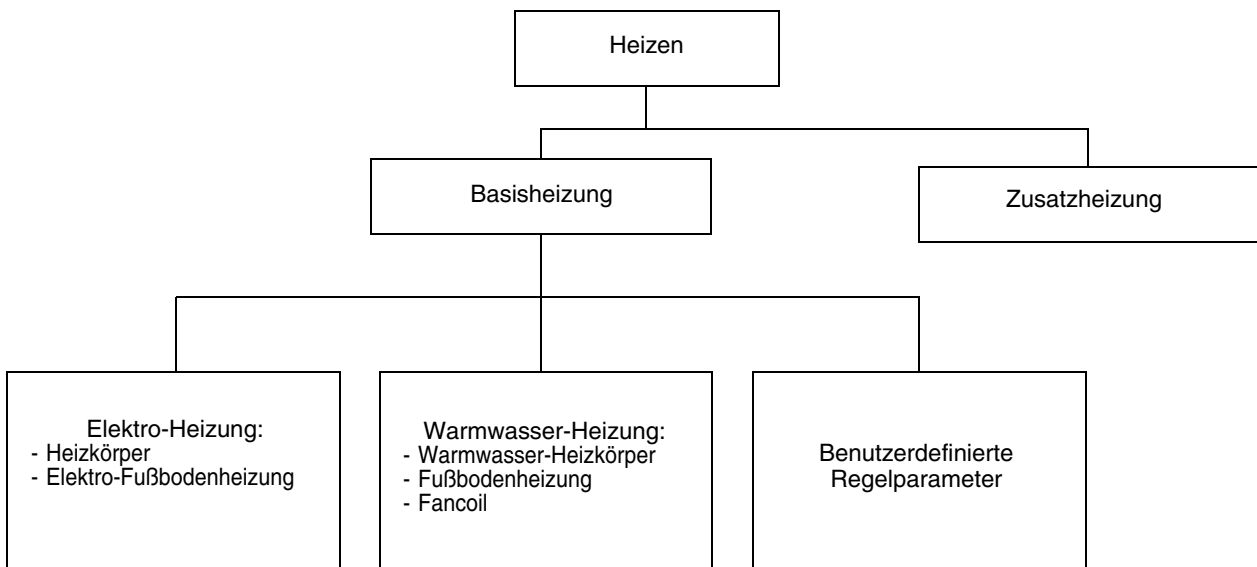 Heizen
Basisheizung
Zusatzheizung
Elektro-Heizung:
- Heizkörper
- Elektro-Fußbodenheizung
Warmwasser-Heizung:
- Warmwasser-Heizkörper
- Fußbodenheizung
- Fancoil
Benutzerdefinierte
Regelparameter